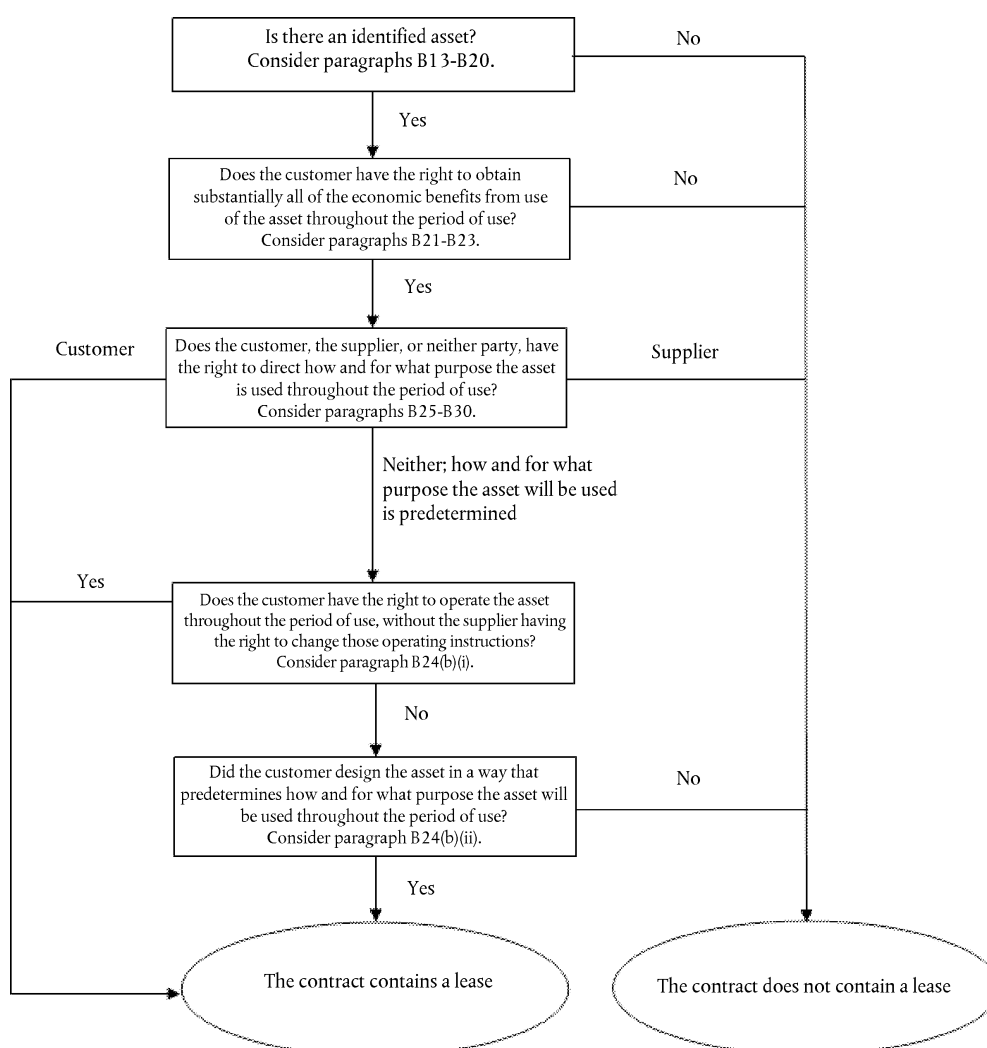 Is there an identified asset?
Consider paragraphs B13-B20.
No
Yes
Does the customer have the right to obtain
substantially all of the economic benefits from use
of the asset throughout the period of use?
Consider paragraphs B21-B23.
No
Yes
Customer
Does the customer, the supplier, or neither party, have
the right to direct how and for what purpose the asset
is used throughout the period of use?
Consider paragraphs B25-B30.
Supplier
Neither; how and for what
purpose the asset will be used
is predetermined
Yes
Does the customer have the right to operate the asset
throughout the period of use, without the supplier having
the right to change those operating instructions?
Consider paragraph B24(b)(i).
No
Did the customer design the asset in a way that
predetermines how and for what purpose the asset will
be used throughout the period of use?
Consider paragraph B24(b)(ii).
No
Yes
The contract contains a lease
The contract does not contain a lease